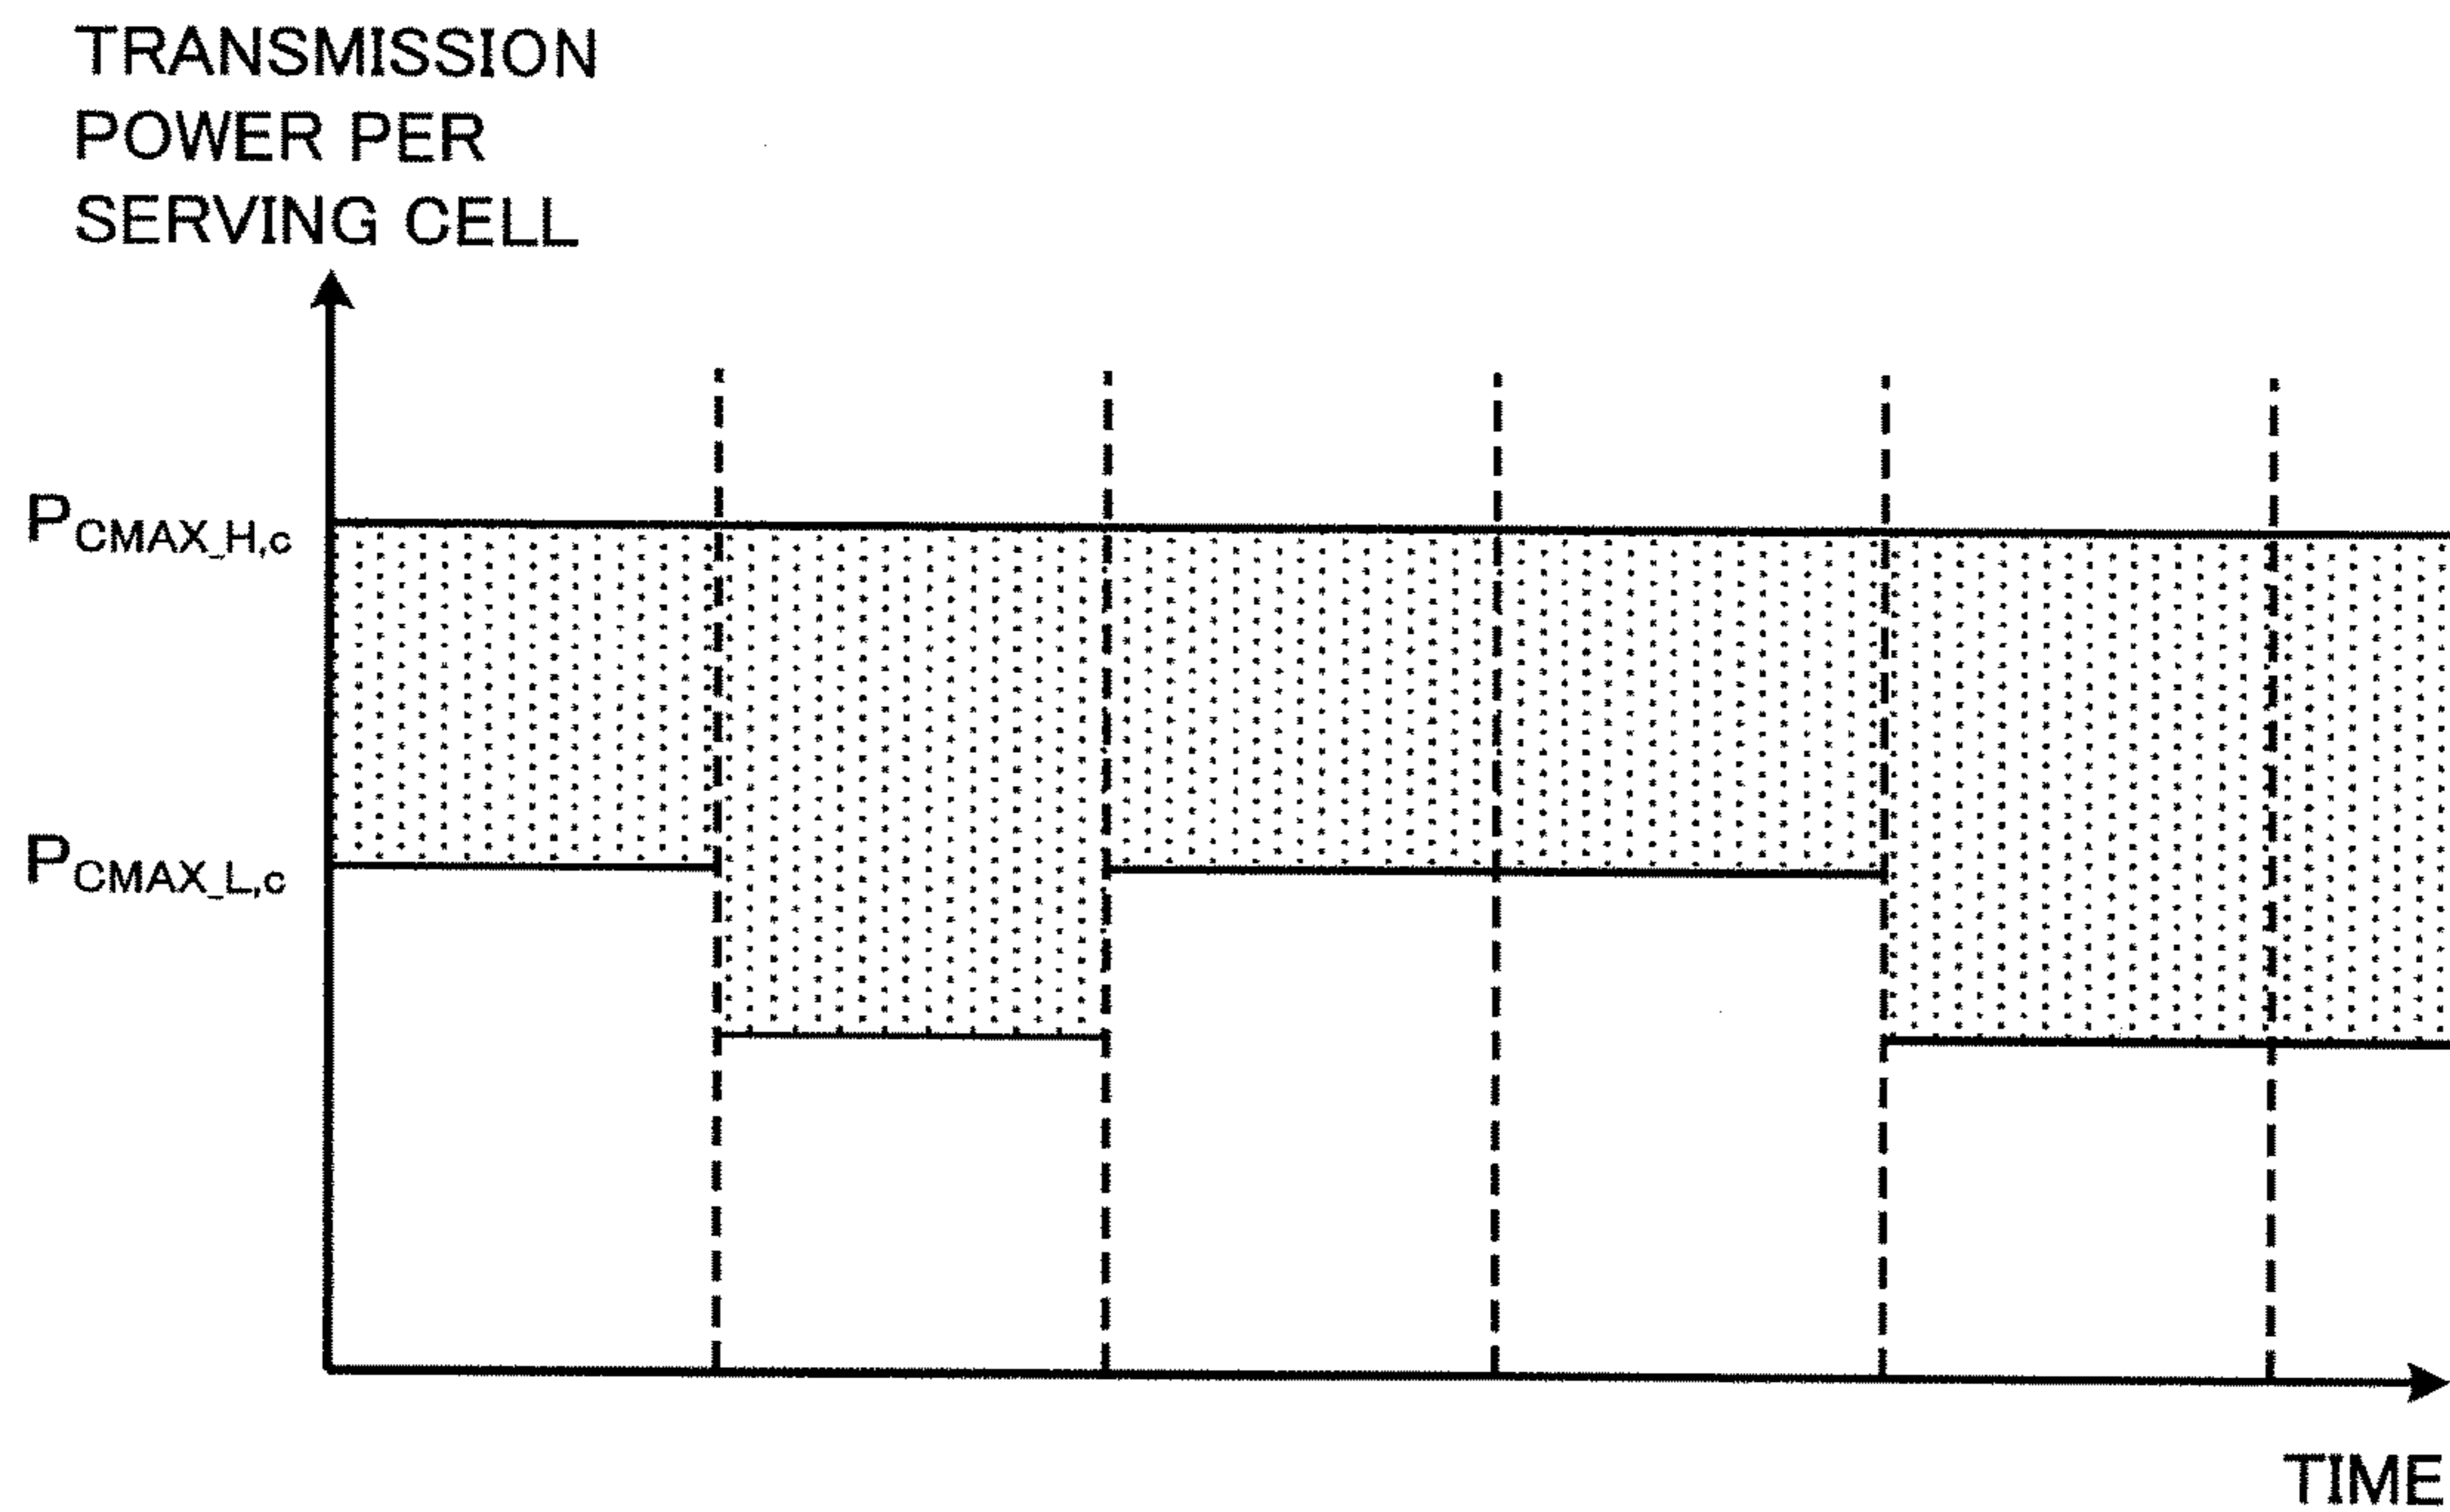 TRANSMISSION
POWER PER
SERVING CELL
PCMAX_H,c
PCMAX_L,c
TIME